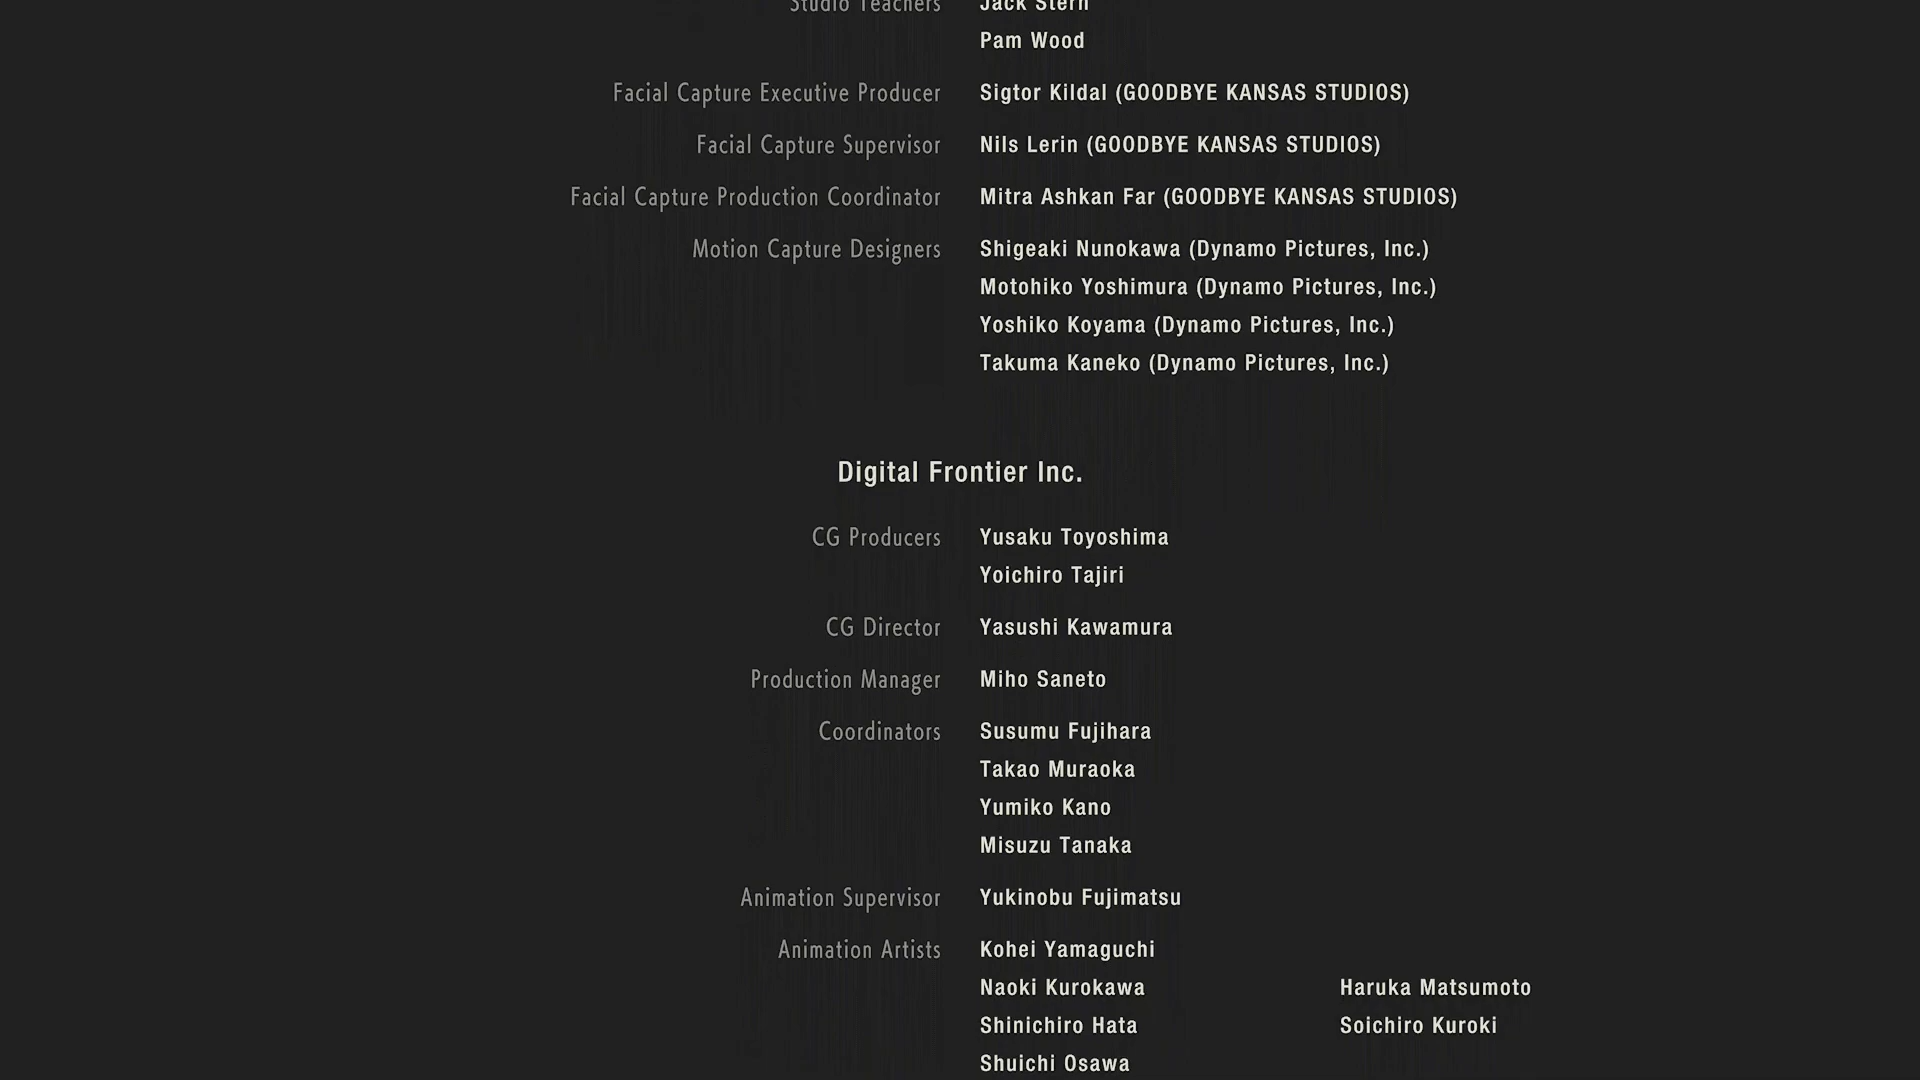 Studio Teachers Jack Stern
Pam Wood
Facial Capture Executive Producer Sigtor Kildal (GOODBYE KANSAS STUDIOS)
Facial Capture Supervisor Nils Lerin (GOODBYE KANSAS STUDIOS)
Facial Capture Production Coordinator Mitra Ashkan Far (GOODBYE KANSAS STUDIOS)
Motion Capture Designers Shigeaki Nunokawa (Dynamo Pictures, Inc.)
Motohiko Yoshimura (Dynamo Pictures, Inc.)
Yoshiko Koyama (Dynamo Pictures, Inc.)
Takuma Kaneko (Dynamo Pictures, Inc.)
Digital Frontier Inc.
CG Producers Yusaku Toyoshima
Yoichiro Tajiri
CG Director Yasushi Kawamura
Production Manager Miho Saneto
Coordinators Susumu Fujihara
Takao Muraoka
Yumiko Kano
Misuzu Tanaka
Animation Supervisor Yukinobu Fujimatsu
Animation Artists Kohei Yamaguchi
Naoki Kurokawa Haruka Matsumoto
Shinichiro Hata Soichiro Kuroki
Shuichi Osawa